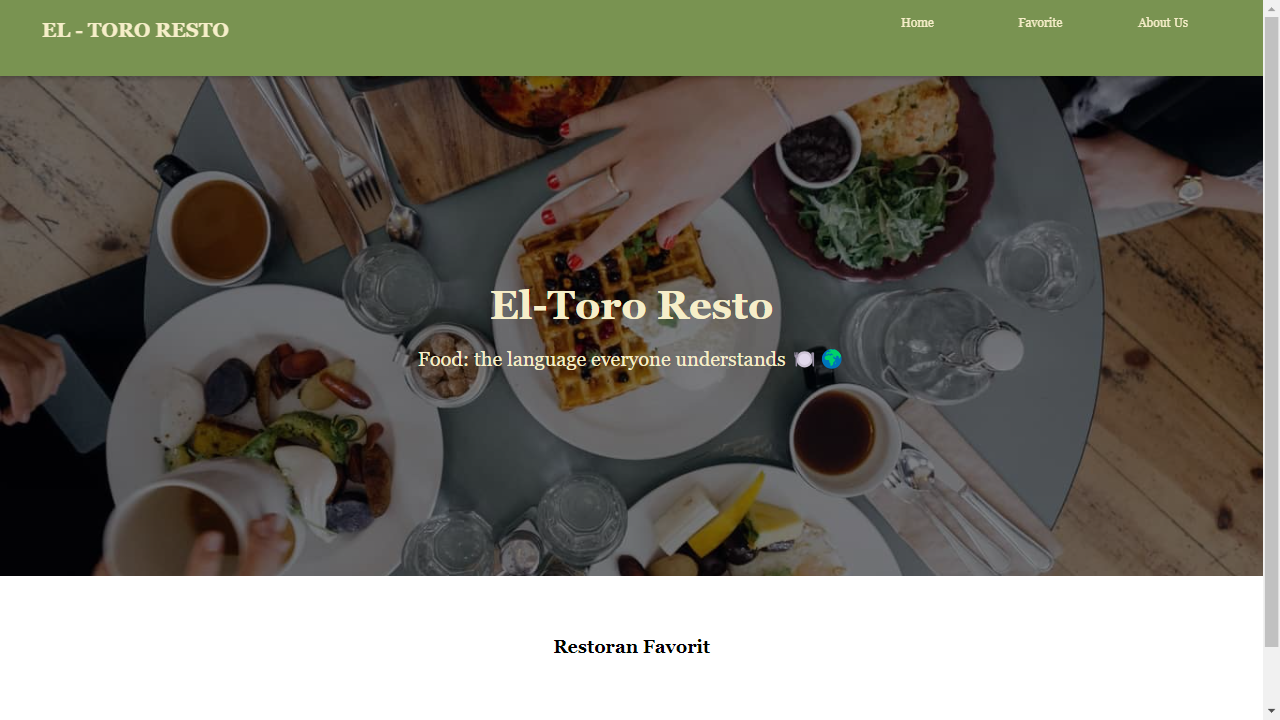 EL - TORO RESTO
Home
Favorite
About Us
El-Toro Resto
Food: the language everyone understands 🍽️ 🌍
Restoran Favorit